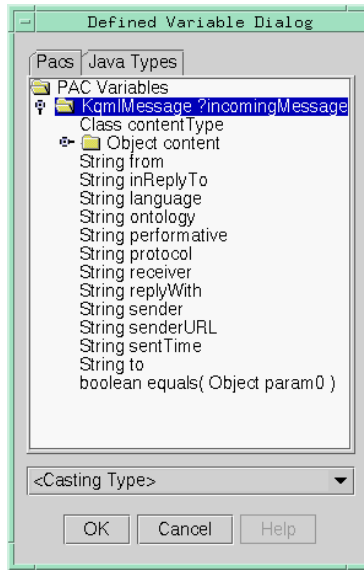 Defined Variable Dialog
Pacs Java Types
PAC Variables
KqmlMessage ?incomingMessage
Class contentType
Object content
String from
String inReplyTo
String language
String ontology
String performative
String protocol
String receiver
String replyWith
String sender
String senderURL
String sentTime
String to
boolean equals( Object param0 )
<Casting Type>
OK Cancel Help